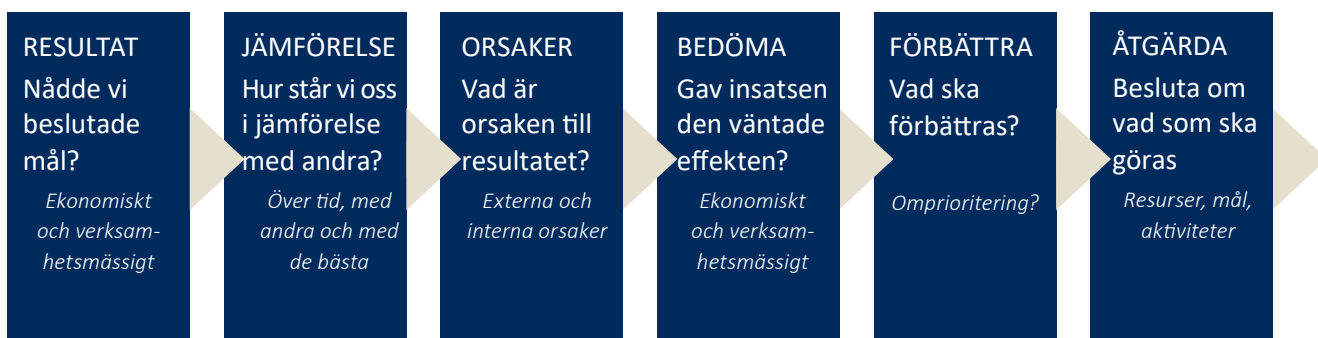 RESULTAT
Nådde vi
beslutade
mål?
Ekonomiskt
och verksam-
hetsmässigt
JÄMFÖRELSE
Hur står vi oss
i jämförelse
med andra?
Över tid, med
andra och med
de bästa
ORSAKER
Vad är
orsaken till
resultatet?
Externa och
interna orsaker
BEDÖMA
Gav insatsen
den väntade
effekten?
Ekonomiskt
och verksam-
hetsmässigt
FÖRBÄTTRA
Vad ska
förbättras?
Omprioritering?
ÅTGÄRDA
Besluta om
vad som ska
göras
Resurser, mål,
aktiviteter